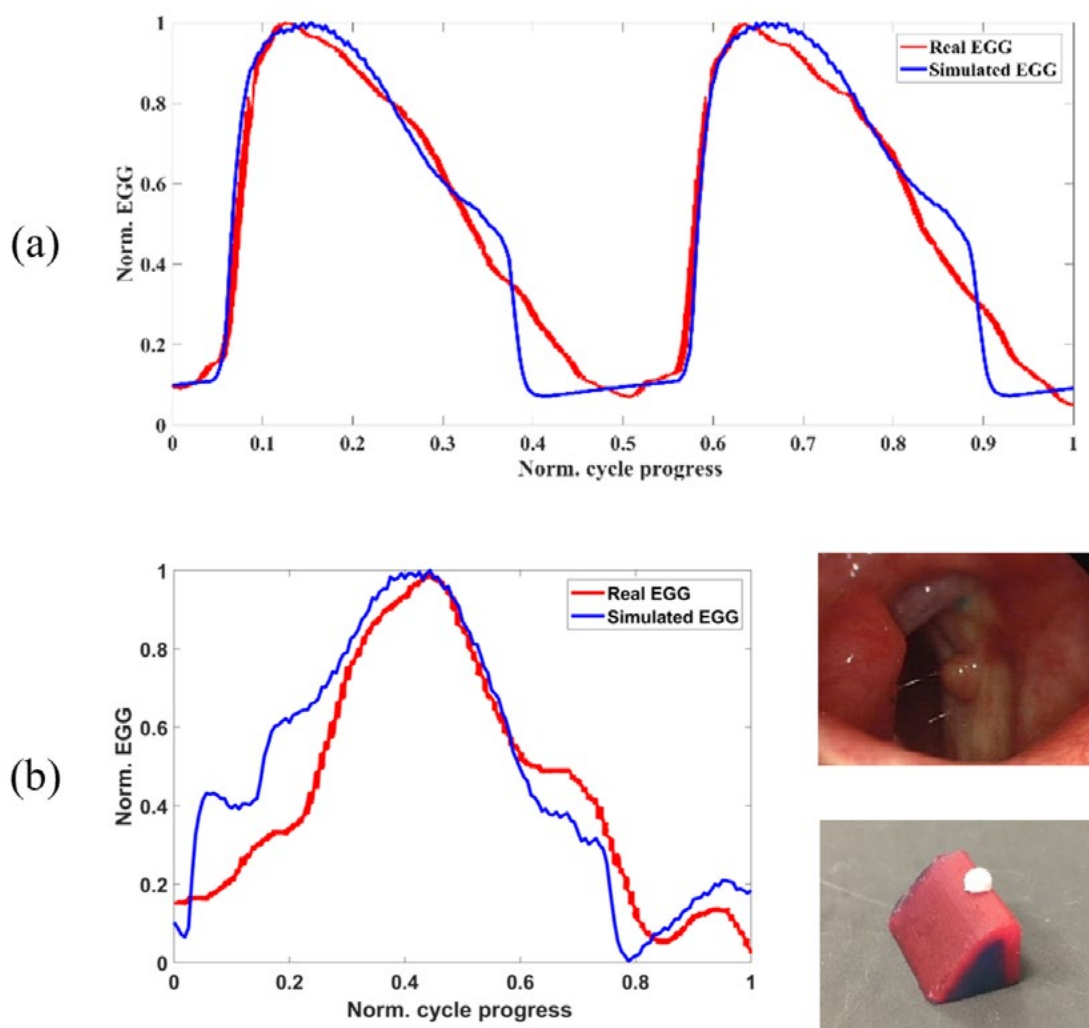 (a)
Norm. EGG
1
0.8
0.6
0.4
0.2
0
Real EGG
Simulated EGG
0 0.1 0.2 0.3 0.4 0.5 0.6 0.7 0.8 0.9 1
Norm. cycle progress
(b)
Norm. EGG
1
0.8
0.6
0.4
0.2
0
Real EGG
Simulated EGG
0 0.2 0.4 0.6 0.8 1
Norm. cycle progress